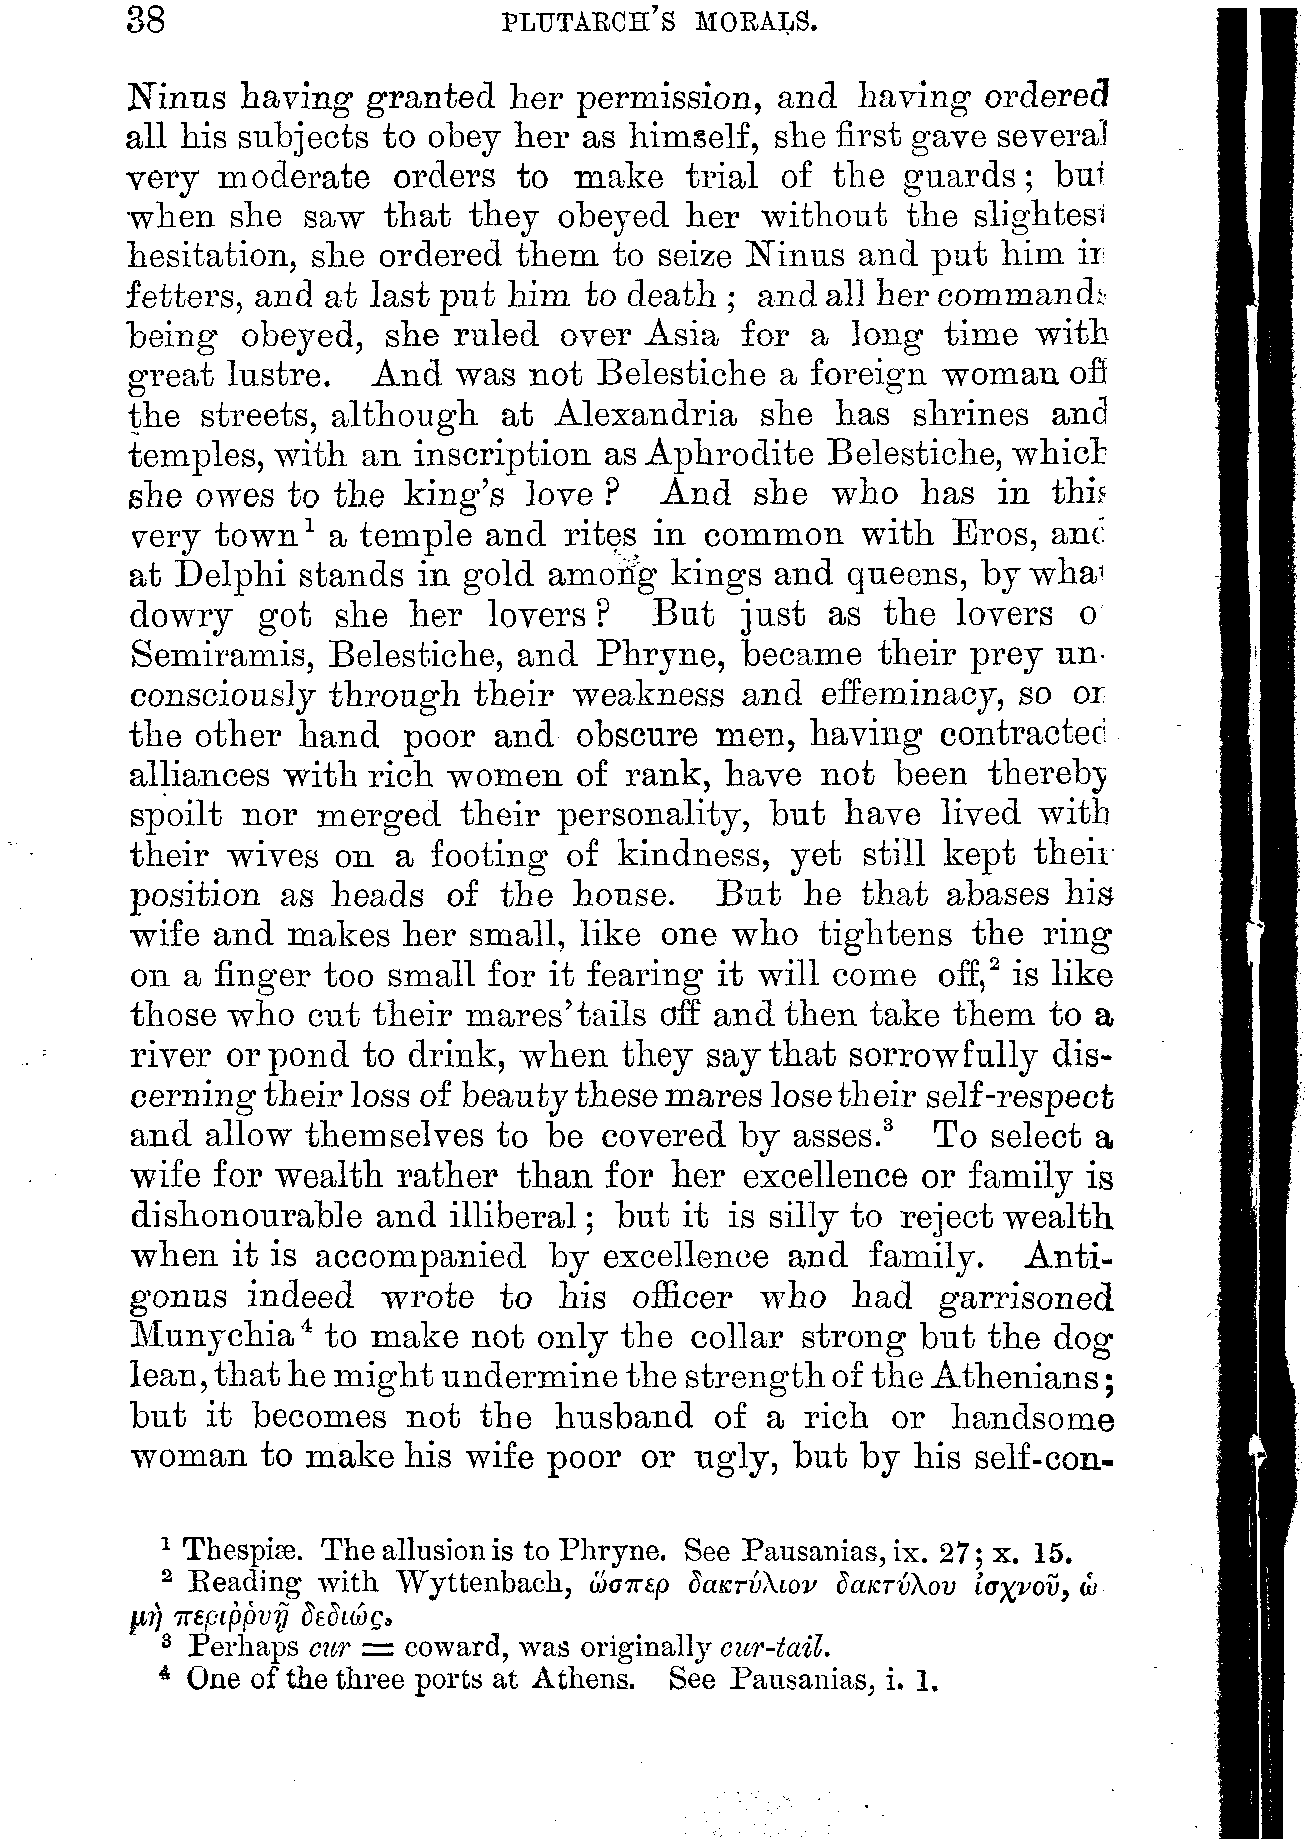 38 PLUTARCH'S MORALS.
Ninus having granted her permission, and having ordered
all his subjects to obey her as himself, she first gave several
very moderate orders to make trial of the guards; but
when she saw that they obeyed her without the slightest
hesitation, she ordered them to seize Ninus and put him in
fetters, and at last put him to death; and all her commands
being obeyed, she ruled over Asia for a long time with
great lustre. And was not Belestiche a foreign woman off
the streets, although at Alexandria she has shrines and
temples, with an inscription as Aphrodite Belestiche, which
she owes to the king's love? And she who has in this
very town¹ a temple and rites in common with Eros, and
at Delphi stands in gold among kings and queens, by what
dowry got she her lovers? But just as the lovers o
Semiramis, Belestiche, and Phryne, became their prey un-
consciously through their weakness and effeminacy, so on
the other hand poor and obscure men, having contracted
alliances with rich women of rank, have not been thereby
spoilt nor merged their personality, but have lived with
their wives on a footing of kindness, yet still kept their
position as heads of the house. But he that abases his
wife and makes her small, like one who tightens the ring
on a finger too small for it fearing it will come off,² is like
those who cut their mares' tails off and then take them to a
river or pond to drink, when they say that sorrowfully dis-
cerning their loss of beauty these mares lose their self-respect
and allow themselves to be covered by asses.³ To select a
wife for wealth rather than for her excellence or family is
dishonourable and illiberal; but it is silly to reject wealth
when it is accompanied by excellence and family. Anti-
gonus indeed wrote to his officer who had garrisoned
Munychia⁴ to make not only the collar strong but the dog
lean, that he might undermine the strength of the Athenians;
but it becomes not the husband of a rich or handsome
woman to make his wife poor or ugly, but by his self-con-
¹ Thespiæ. The allusion is to Phryne. See Pausanias, ix. 27; x. 15.
² Reading with Wyttenbach, ὥσπερ δακτύλιον δακτύλου ἰσχνοῦ, ὡ
μὴ περιῤῥυῇ δεδιώς.
³ Perhaps cur = coward, was originally cur-tail.
⁴ One of the three ports at Athens. See Pausanias, i. 1.